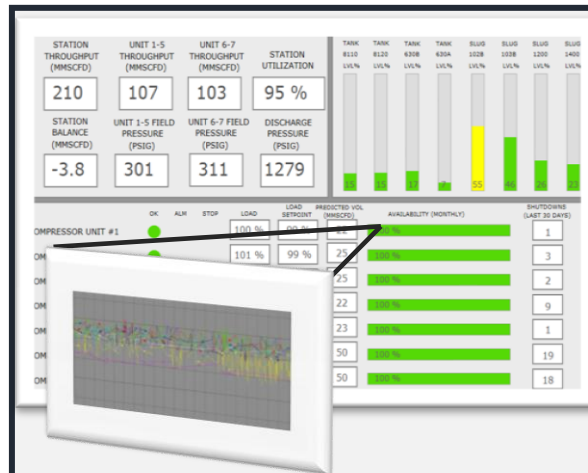 STATION THROUGHPUT (MMSCFD)
UNIT 1-5 THROUGHPUT (MMSCFD)
UNIT 6-7 THROUGHPUT (MMSCFD)
STATION UTILIZATION
210
107
103
95 %
STATION BALANCE (MMSCFD)
UNIT 1-5 FIELD PRESSURE (PSIG)
UNIT 6-7 FIELD PRESSURE (PSIG)
DISCHARGE PRESSURE (PSIG)
-3.8
301
311
1279
TANK 8110 LVL%
TANK 8120 LVL%
TANK 630B LVL%
TANK 630A LVL%
SLUG 102B LVL%
SLUG 103B LVL%
SLUG 1200 LVL%
SLUG 1400 LVL%
15
15
17
7
55
46
26
23
OK
ALM
STOP
LOAD
LOAD SETPOINT
PREDICTED VOL (MMSCFD)
AVAILABILITY (MONTHLY)
SHUTDOWNS (LAST 30 DAYS)
OMPRESSOR UNIT #1
100 %
22
100 %
1
101 %
99 %
25
100 %
3
25
100 %
2
22
100 %
9
23
100 %
1
50
100 %
19
50
100 %
18